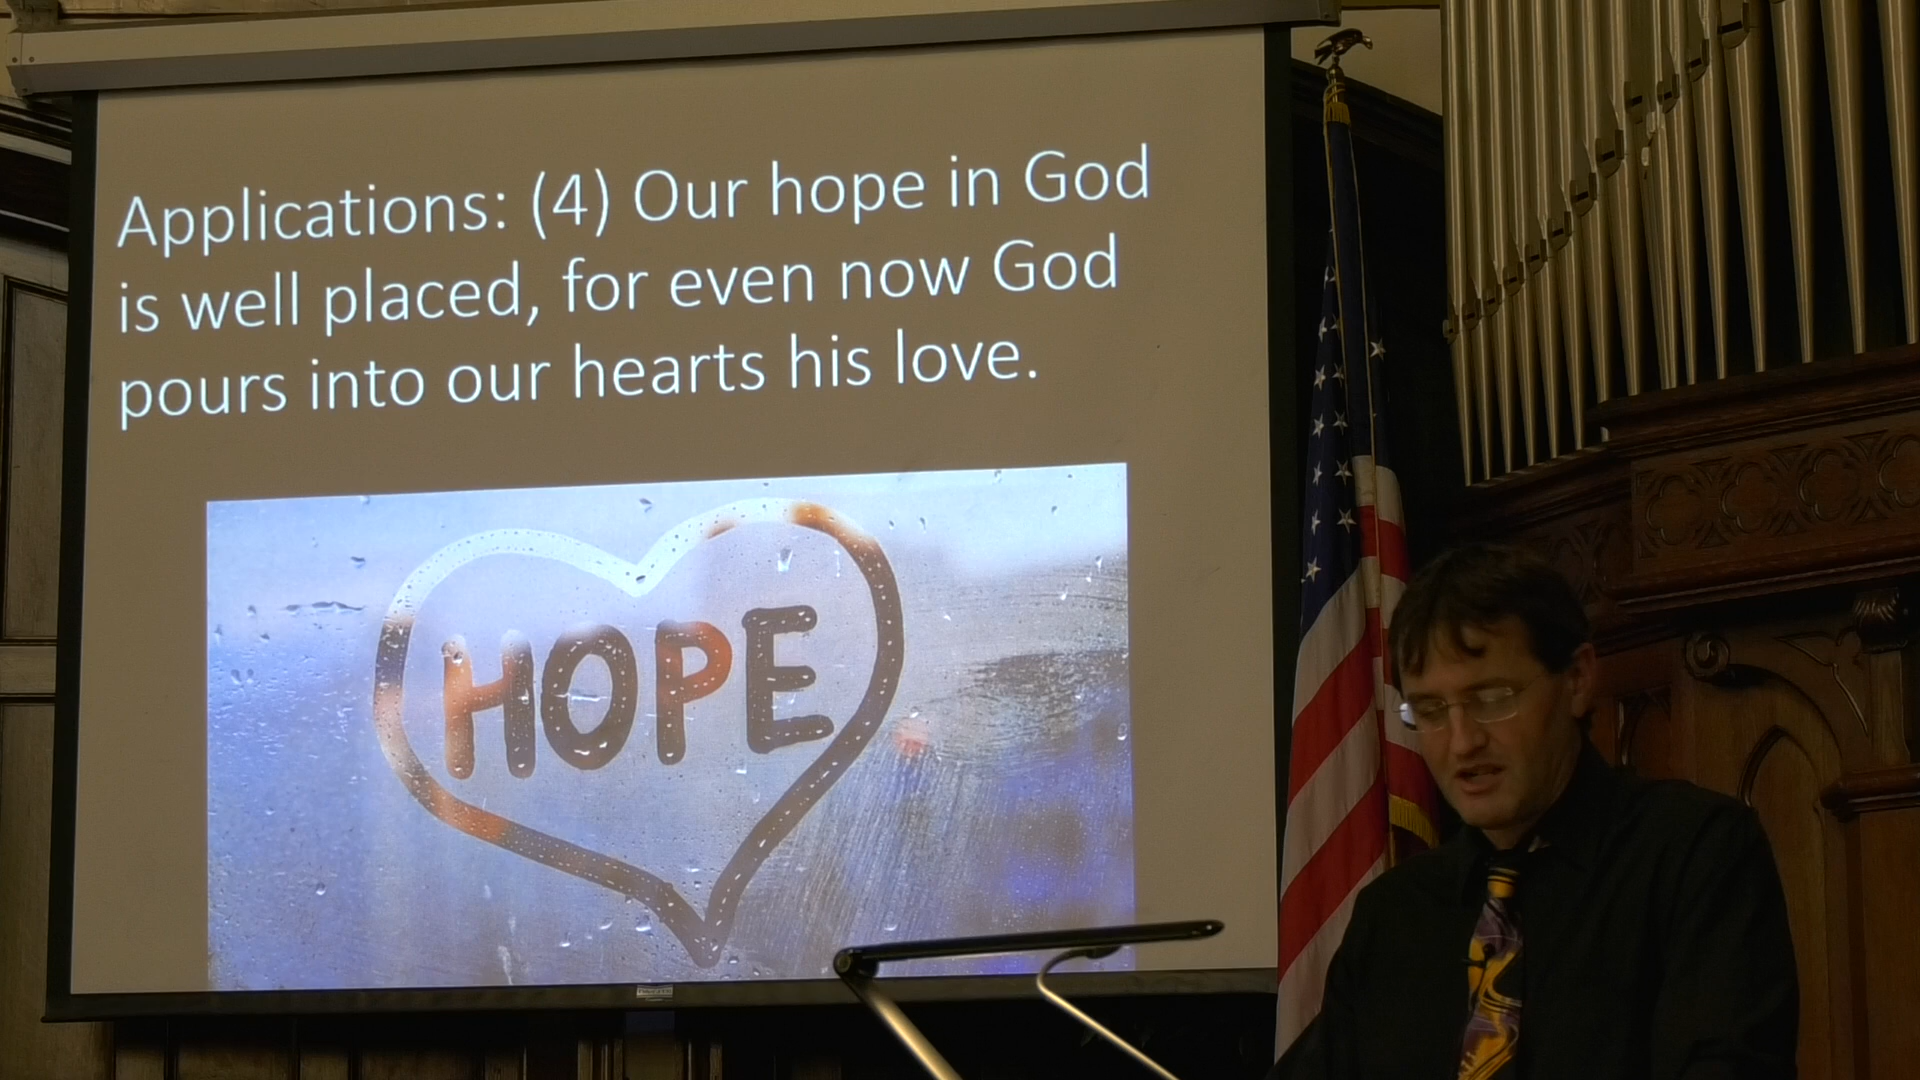 Applications: (4) Our hope in God
is well placed, for even now God
pours into our hearts his love.
HOPE